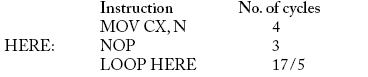 Instruction No. of cycles
MOV CX, N 4
HERE: NOP 3
LOOP HERE 17/5